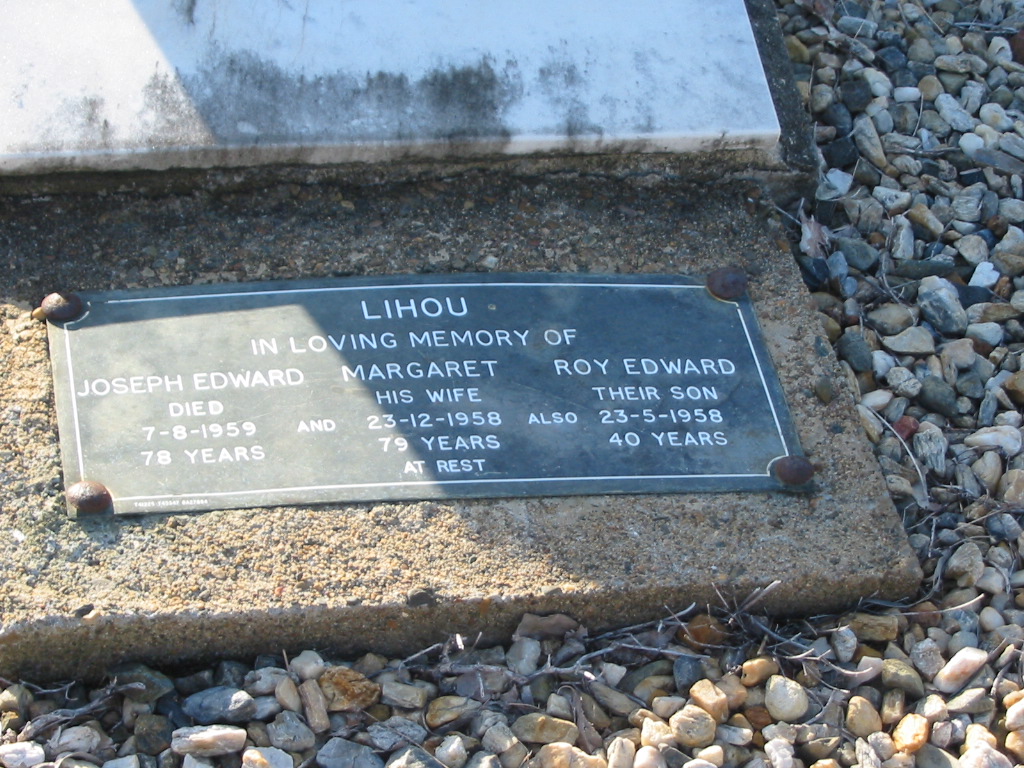 LIHOU
IN LOVING MEMORY OF
JOSEPH EDWARD MARGARET ROY EDWARD
DIED HIS WIFE THEIR SON
7-8-1959 AND 23-12-1958 ALSO 23-5-1958
78 YEARS 79 YEARS 40 YEARS
AT REST